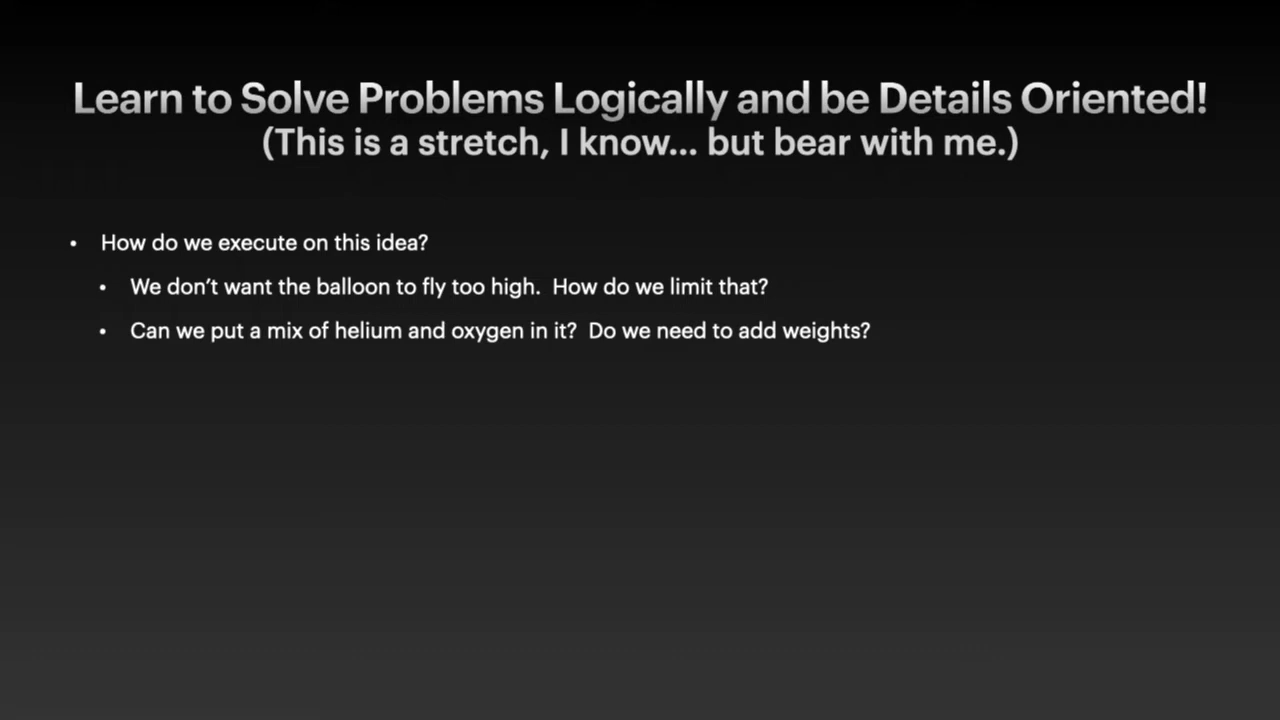 Learn to Solve Problems Logically and be Details Oriented!
(This is a stretch, I know... but bear with me.)
• How do we execute on this idea?
• We don’t want the balloon to fly too high.  How do we limit that?
• Can we put a mix of helium and oxygen in it?  Do we need to add weights?